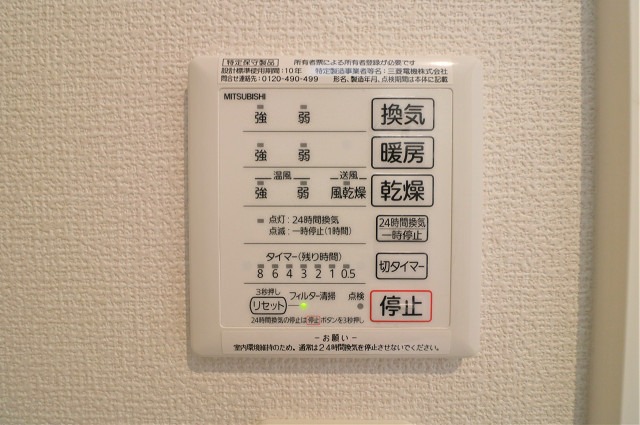 特定保守製品 所有者票による所有者登録が必要です
設計標準使用期間:10年 特定製造事業者等名:三菱電機株式会社
問合せ連絡先:0120-490-499 形名、製造年月、点検期間は本体に記載
MITSUBISHI
強 弱 換気
強 弱 暖房
温風 送風
強 弱 風乾燥 乾燥
点灯:24時間換気
点滅:一時停止(1時間)
24時間換気
一時停止
タイマー(残り時間)
8 6 4 3 2 1 0.5
切タイマー
3秒押し
リセット フィルター清掃 点検
停止
24時間換気の停止は停止ボタンを3秒押し
－お願い－
室内環境維持のため、通常は24時間換気を停止させないでください。